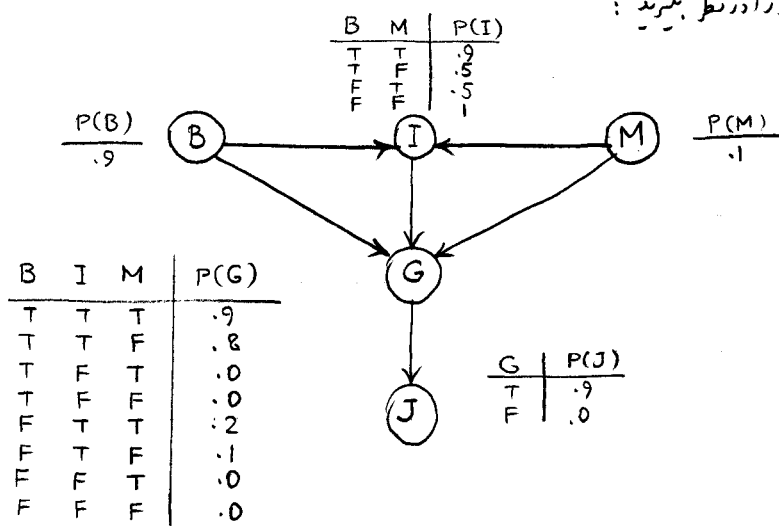 را در نظر بگیرید :
B M P(I)
T T .9
T F .5
F T .5
F F 1
P(B)
.9
B
I
M
P(M)
.1
G
B I M P(G)
T T T .9
T T F .8
T F T .0
T F F .0
F T T .2
F T F .1
F F T .0
F F F .0
G P(J)
T .9
F .0
J